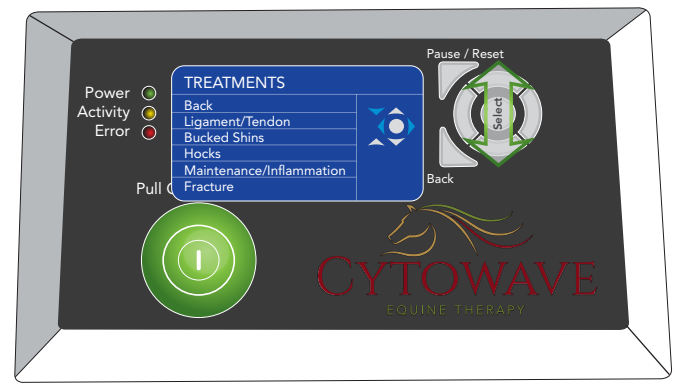 Pause / Reset
Power
Activity
Error
TREATMENTS
Back
Ligament/Tendon
Bucked Shins
Hocks
Maintenance/Inflammation
Fracture
Select
Back
Pull
CYTOWAVE
EQUINE THERAPY